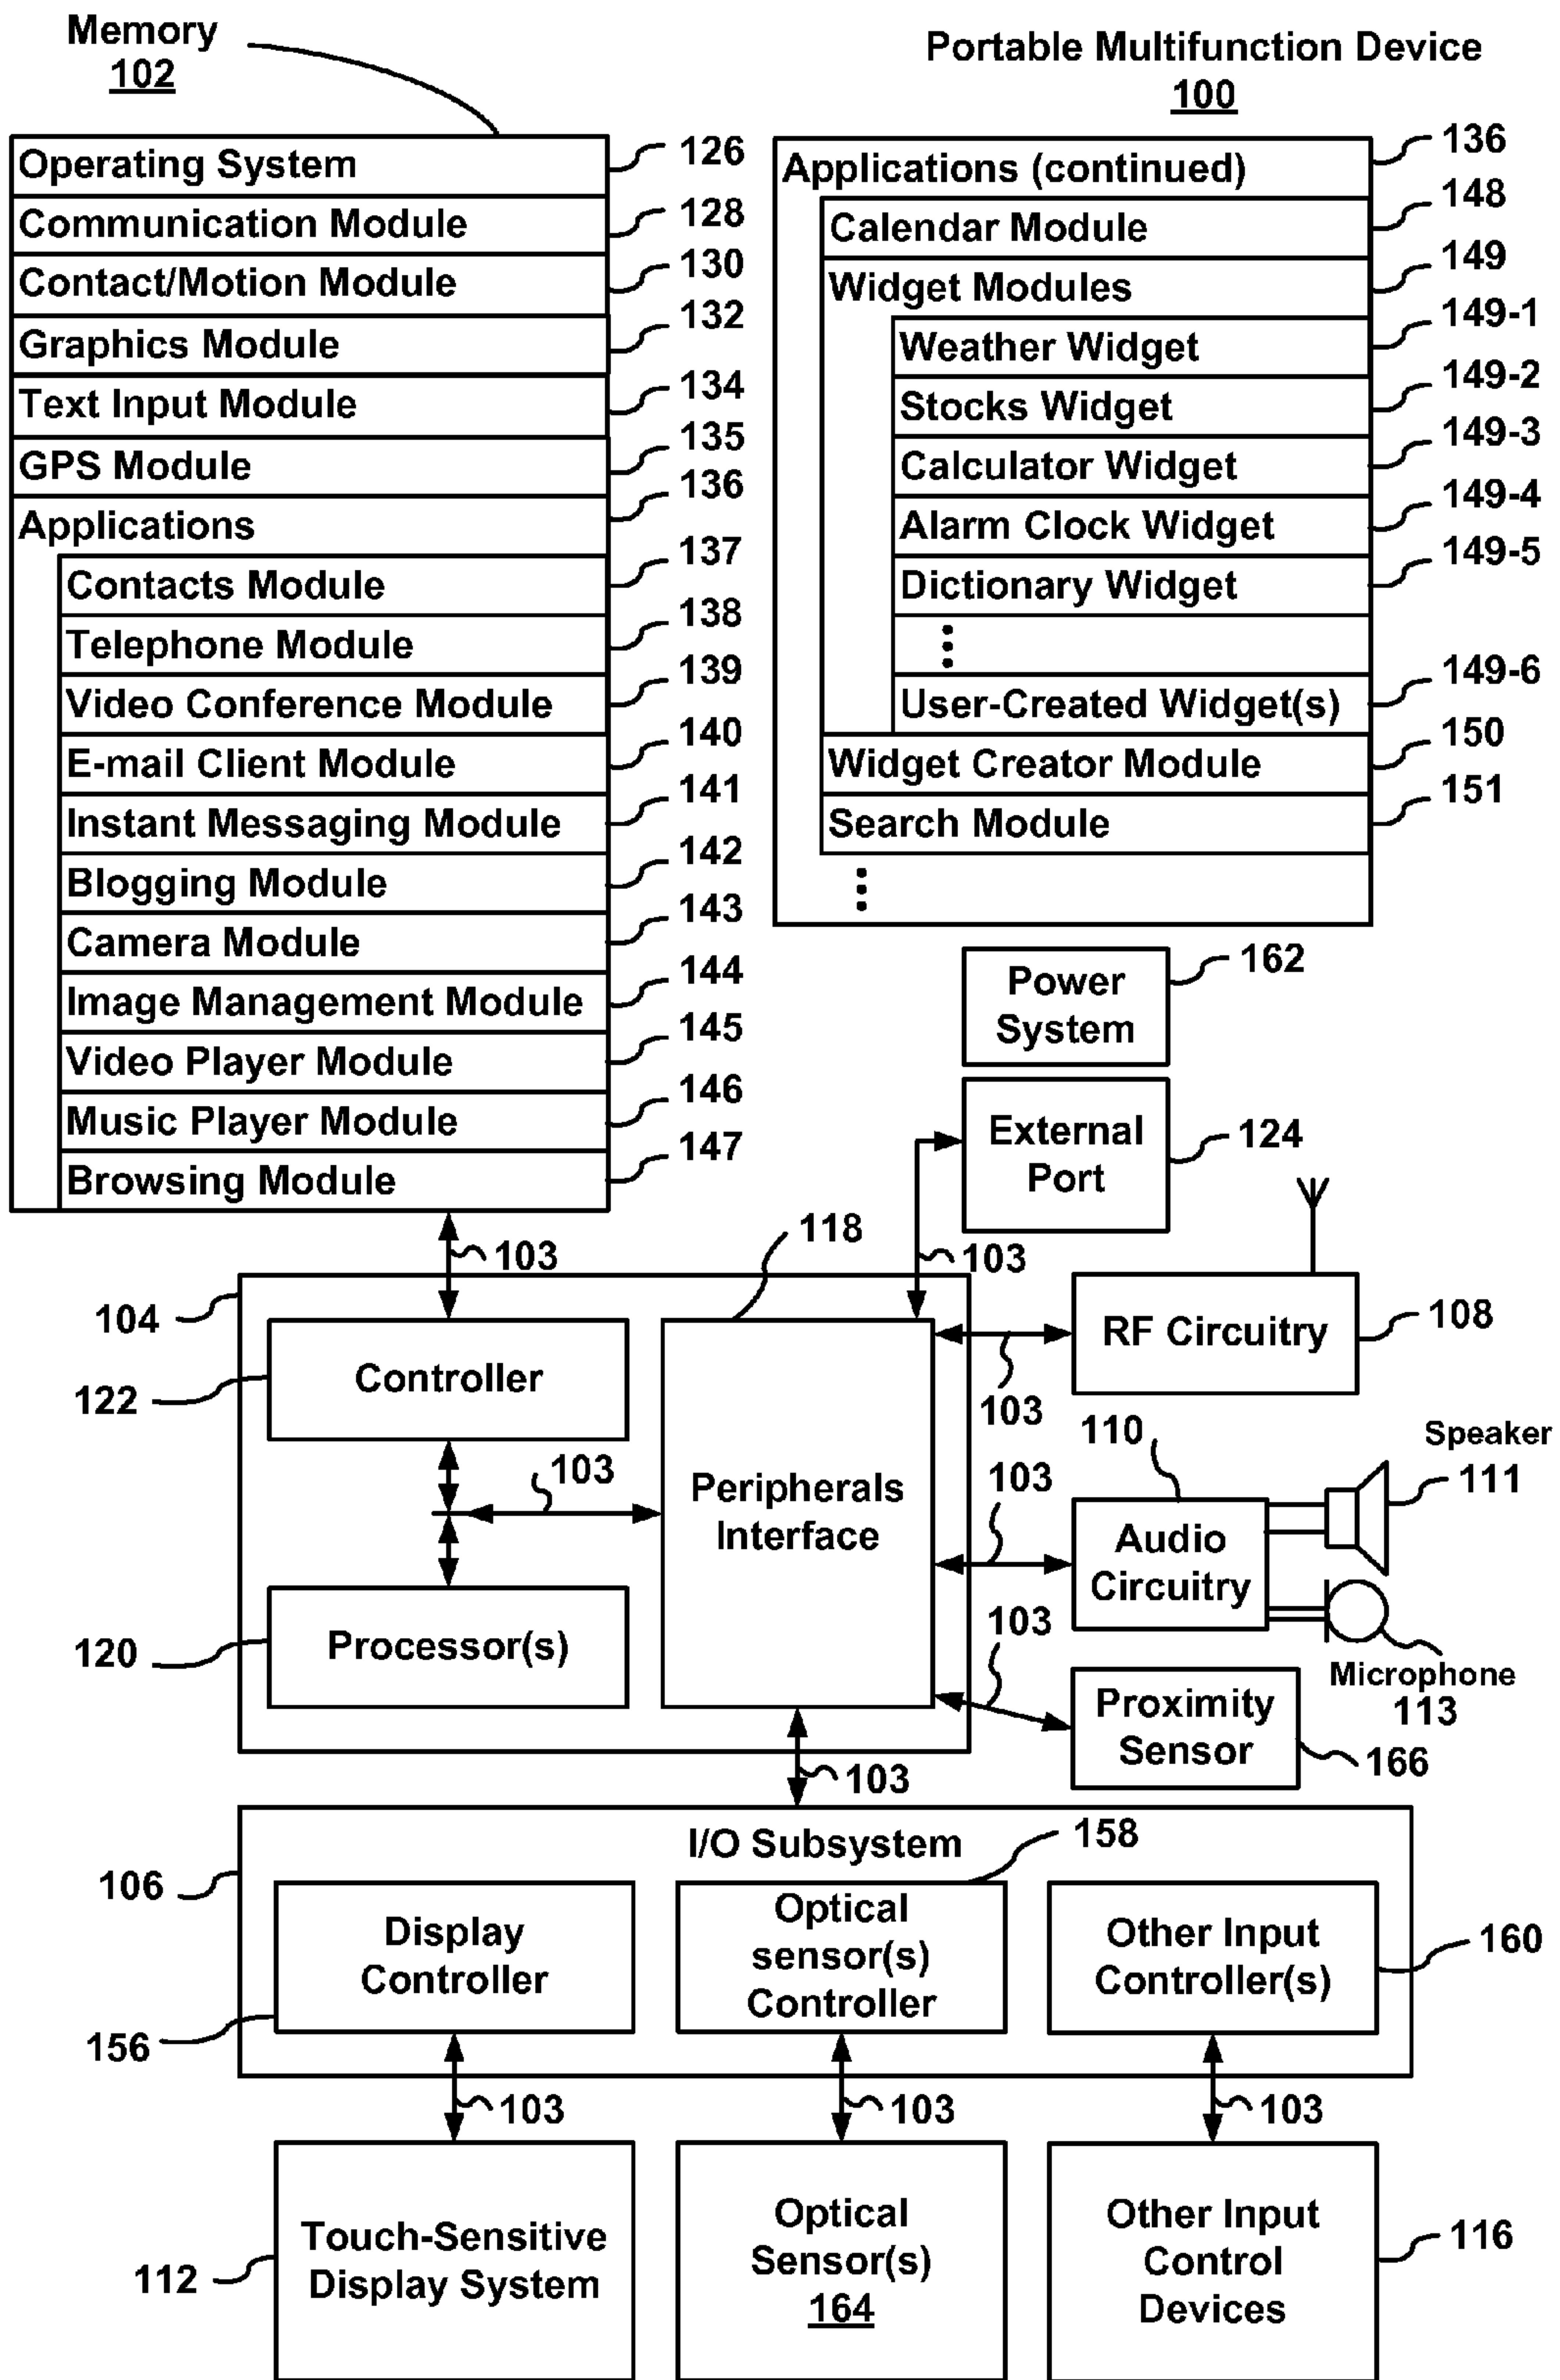 Memory
102
Portable Multifunction Device
100
Operating System
126
Communication Module
128
Contact/Motion Module
130
Graphics Module
132
Text Input Module
134
GPS Module
135
Applications
136
Contacts Module
137
Telephone Module
138
Video Conference Module
139
E-mail Client Module
140
Instant Messaging Module
141
Blogging Module
142
Camera Module
143
Image Management Module
144
Video Player Module
145
Music Player Module
146
Browsing Module
147
Applications (continued)
136
Calendar Module
148
Widget Modules
149
Weather Widget
149-1
Stocks Widget
149-2
Calculator Widget
149-3
Alarm Clock Widget
149-4
Dictionary Widget
149-5
User-Created Widget(s)
149-6
Widget Creator Module
150
Search Module
151
Power
System
162
External
Port
124
103
118
103
104
Controller
122
RF Circuitry
108
103
103
Peripherals
Interface
110
Speaker
111
103
Audio
Circuitry
Processor(s)
120
103
Microphone
113
Proximity
Sensor
166
103
I/O Subsystem
158
106
Display
Controller
156
Optical
sensor(s)
Controller
Other Input
Controller(s)
160
103
103
103
Touch-Sensitive
Display System
112
Optical
Sensor(s)
164
Other Input
Control
Devices
116